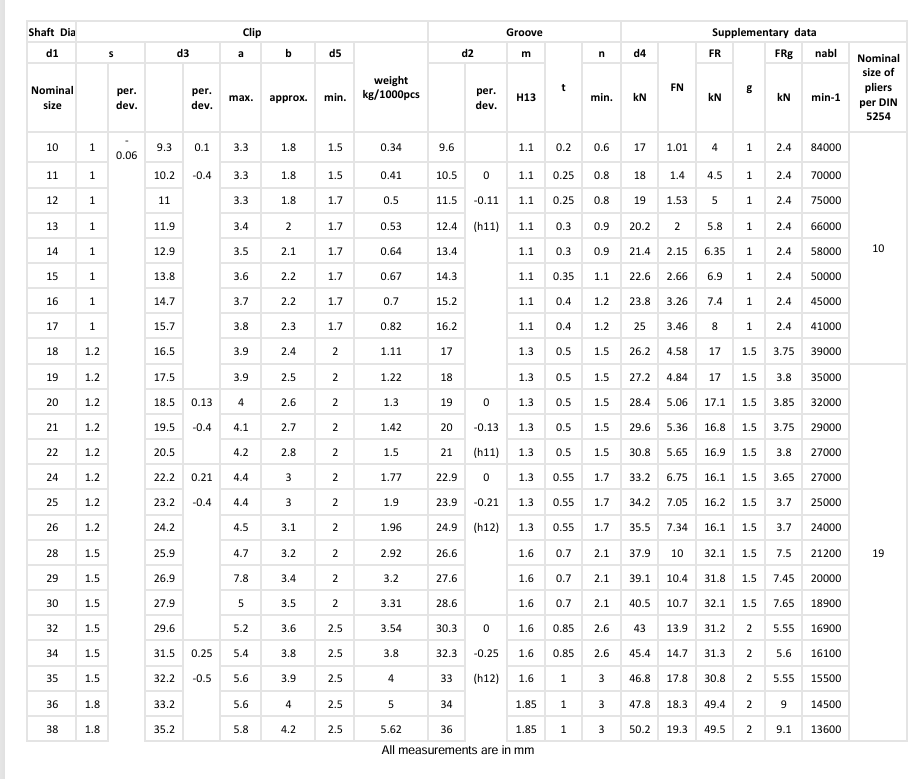 Shaft Dia Clip Groove Supplementary data
d1 s d3 a b d5 weight kg/1000pcs d2 m t n d4 FN FR g FRg nabl Nominal size of pliers per DIN 5254
Nominal size per. dev. per. dev. max. approx. min. per. dev. H13 min. kN kN kN min-1
10 1 -0.06 9.3 0.1 3.3 1.8 1.5 0.34 9.6 1.1 0.2 0.6 17 1.01 4 1 2.4 84000
11 1 10.2 -0.4 3.3 1.8 1.5 0.41 10.5 0 1.1 0.25 0.8 18 1.4 4.5 1 2.4 70000
12 1 11 3.3 1.8 1.7 0.5 11.5 -0.11 1.1 0.25 0.8 19 1.53 5 1 2.4 75000
13 1 11.9 3.4 2 1.7 0.53 12.4 (h11) 1.1 0.3 0.9 20.2 2 5.8 1 2.4 66000
14 1 12.9 3.5 2.1 1.7 0.64 13.4 1.1 0.3 0.9 21.4 2.15 6.35 1 2.4 58000 10
15 1 13.8 3.6 2.2 1.7 0.67 14.3 1.1 0.35 1.1 22.6 2.66 6.9 1 2.4 50000
16 1 14.7 3.7 2.2 1.7 0.7 15.2 1.1 0.4 1.2 23.8 3.26 7.4 1 2.4 45000
17 1 15.7 3.8 2.3 1.7 0.82 16.2 1.1 0.4 1.2 25 3.46 8 1 2.4 41000
18 1.2 16.5 3.9 2.4 2 1.11 17 1.3 0.5 1.5 26.2 4.58 17 1.5 3.75 39000
19 1.2 17.5 3.9 2.5 2 1.22 18 1.3 0.5 1.5 27.2 4.84 17 1.5 3.8 35000
20 1.2 18.5 0.13 4 2.6 2 1.3 19 0 1.3 0.5 1.5 28.4 5.06 17.1 1.5 3.85 32000
21 1.2 19.5 -0.4 4.1 2.7 2 1.42 20 -0.13 1.3 0.5 1.5 29.6 5.36 16.8 1.5 3.75 29000
22 1.2 20.5 4.2 2.8 2 1.5 21 (h11) 1.3 0.5 1.5 30.8 5.65 16.9 1.5 3.8 27000
24 1.2 22.2 0.21 4.4 3 2 1.77 22.9 0 1.3 0.55 1.7 33.2 6.75 16.1 1.5 3.65 27000
25 1.2 23.2 -0.4 4.4 3 2 1.9 23.9 -0.21 1.3 0.55 1.7 34.2 7.05 16.2 1.5 3.7 25000
26 1.2 24.2 4.5 3.1 2 1.96 24.9 (h12) 1.3 0.55 1.7 35.5 7.34 16.1 1.5 3.7 24000
28 1.5 25.9 4.7 3.2 2 2.92 26.6 1.6 0.7 2.1 37.9 10 32.1 1.5 7.5 21200 19
29 1.5 26.9 7.8 3.4 2 3.2 27.6 1.6 0.7 2.1 39.1 10.4 31.8 1.5 7.45 20000
30 1.5 27.9 5 3.5 2 3.31 28.6 1.6 0.7 2.1 40.5 10.7 32.1 1.5 7.65 18900
32 1.5 29.6 5.2 3.6 2.5 3.54 30.3 0 1.6 0.85 2.6 43 13.9 31.2 2 5.55 16900
34 1.5 31.5 0.25 5.4 3.8 2.5 3.8 32.3 -0.25 1.6 0.85 2.6 45.4 14.7 31.3 2 5.6 16100
35 1.5 32.2 -0.5 5.6 3.9 2.5 4 33 (h12) 1.6 1 3 46.8 17.8 30.8 2 5.55 15500
36 1.8 33.2 5.6 4 2.5 5 34 1.85 1 3 47.8 18.3 49.4 2 9 14500
38 1.8 35.2 5.8 4.2 2.5 5.62 36 1.85 1 3 50.2 19.3 49.5 2 9.1 13600
All measurements are in mm